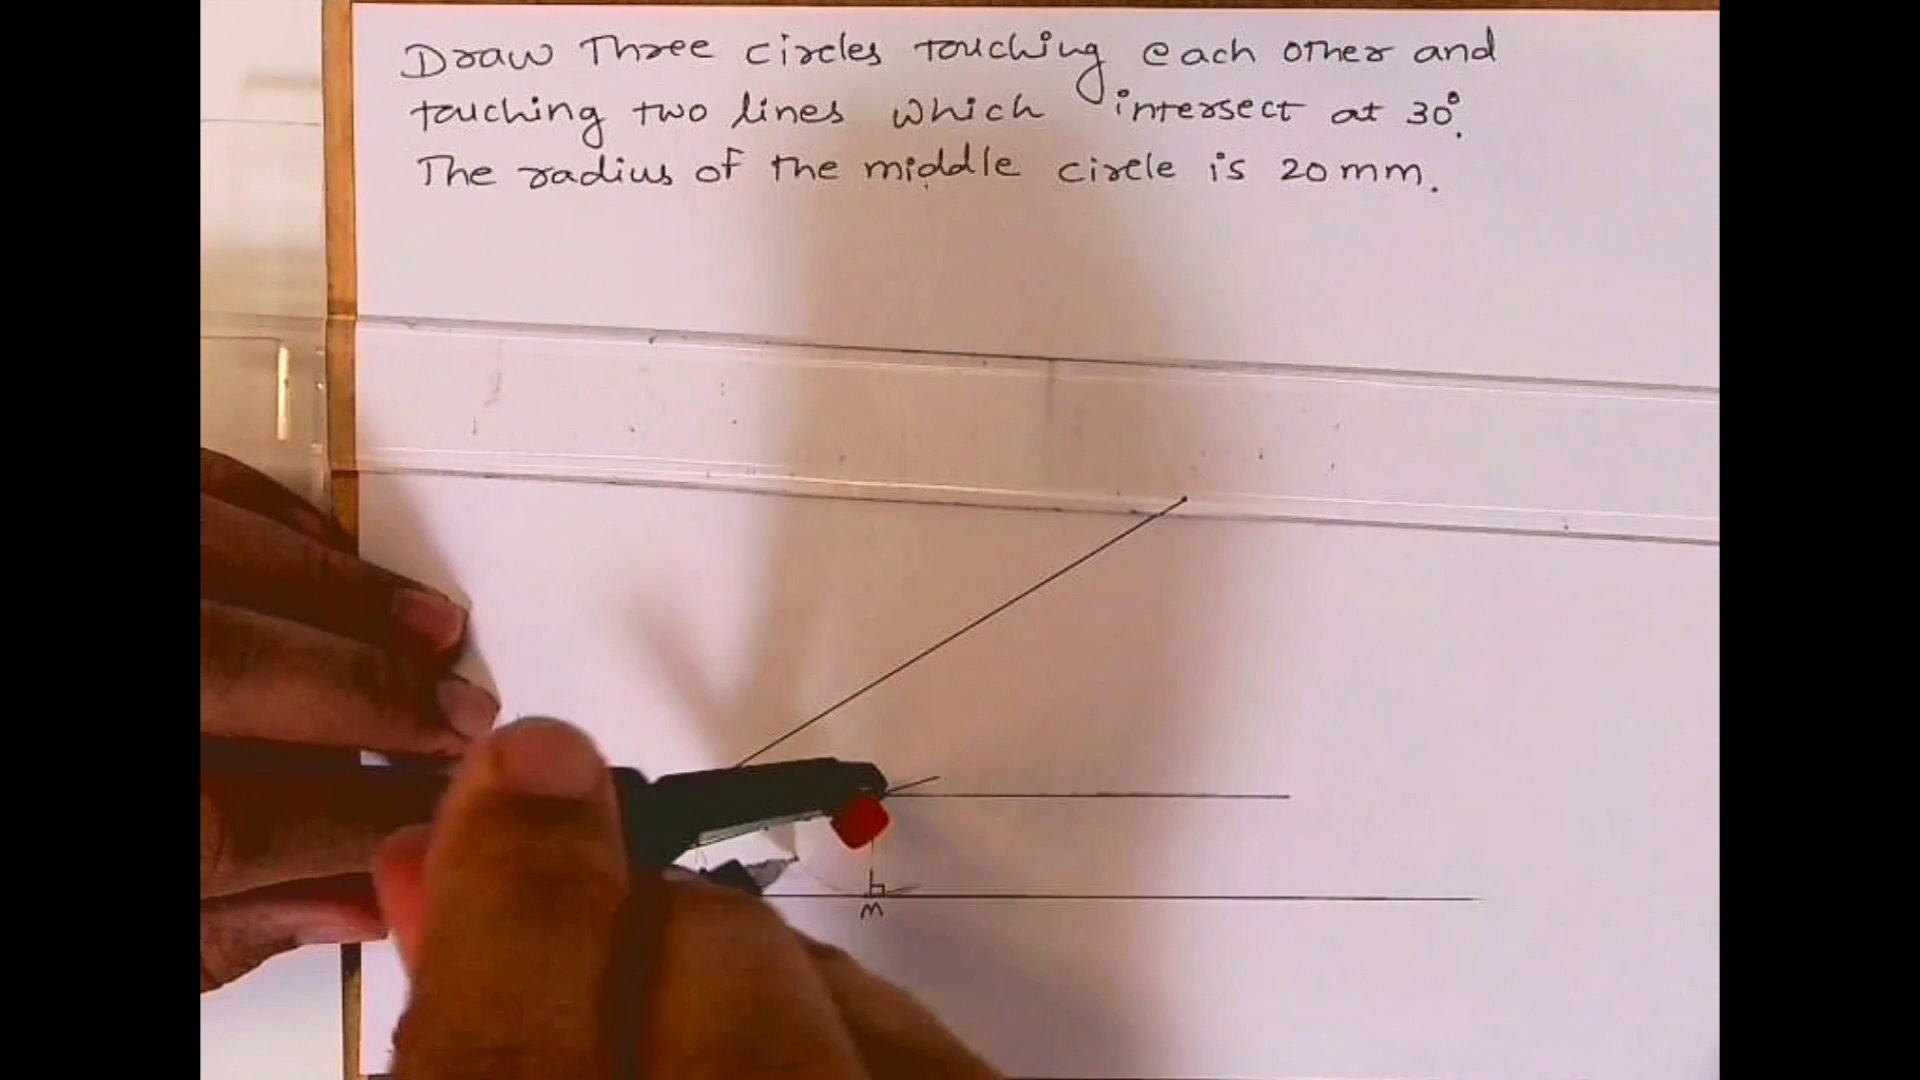 Draw Three circles touching each other and
touching two lines which intersect at 30°.
The radius of the middle circle is 20 mm.
M